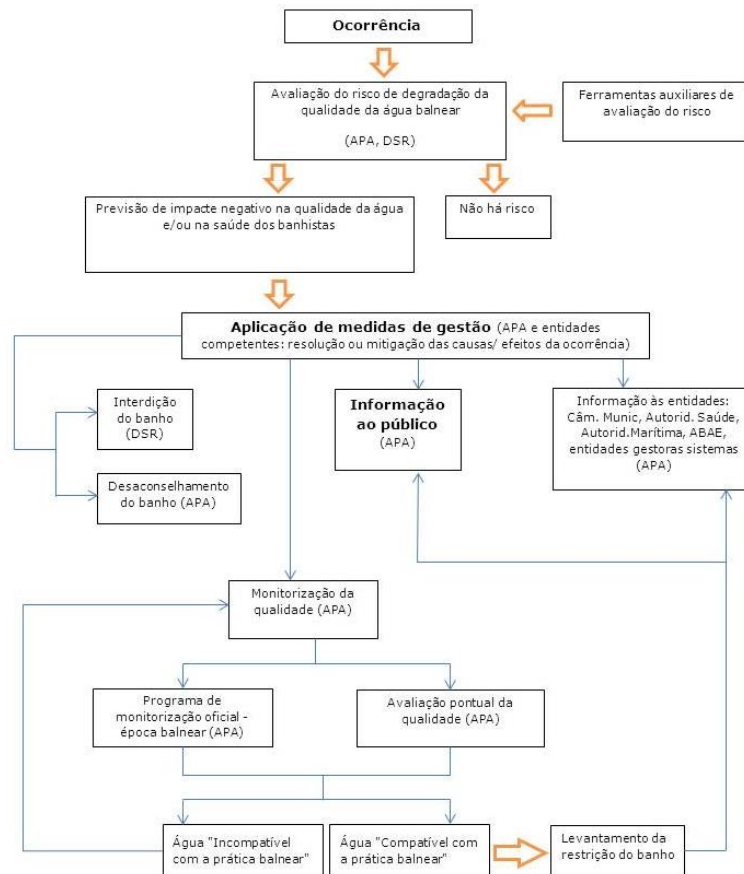 Ocorrência
Avaliação do risco de degradação da
qualidade da água balnear
(APA, DSR)
Ferramentas auxiliares de
avaliação do risco
Previsão de impacte negativo na qualidade da água
e/ou na saúde dos banhistas
Não há risco
Aplicação de medidas de gestão (APA e entidades
competentes: resolução ou mitigação das causas/ efeitos da ocorrência)
Interdição
do banho
(DSR)
Informação
ao público
(APA)
Informação às entidades:
Câm. Munic, Autorid. Saúde,
Autorid.Marítima, ABAE,
entidades gestoras sistemas
(APA)
Desaconselhamento
do banho (APA)
Monitorização da
qualidade (APA)
Programa de
monitorização oficial -
época balnear (APA)
Avaliação pontual da
qualidade (APA)
Água "Incompatível
com a prática balnear"
Água "Compatível com
a prática balnear"
Levantamento da
restrição do banho